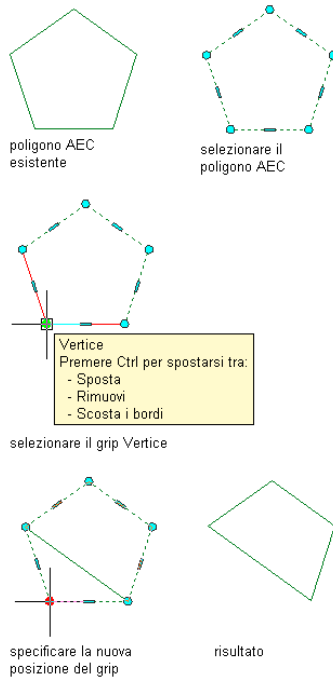 poligono AEC
esistente
selezionare il
poligono AEC
Vertice
Premere Ctrl per spostarsi tra:
- Sposta
- Rimuovi
- Scosta i bordi
selezionare il grip Vertice
specificare la nuova
posizione del grip
risultato